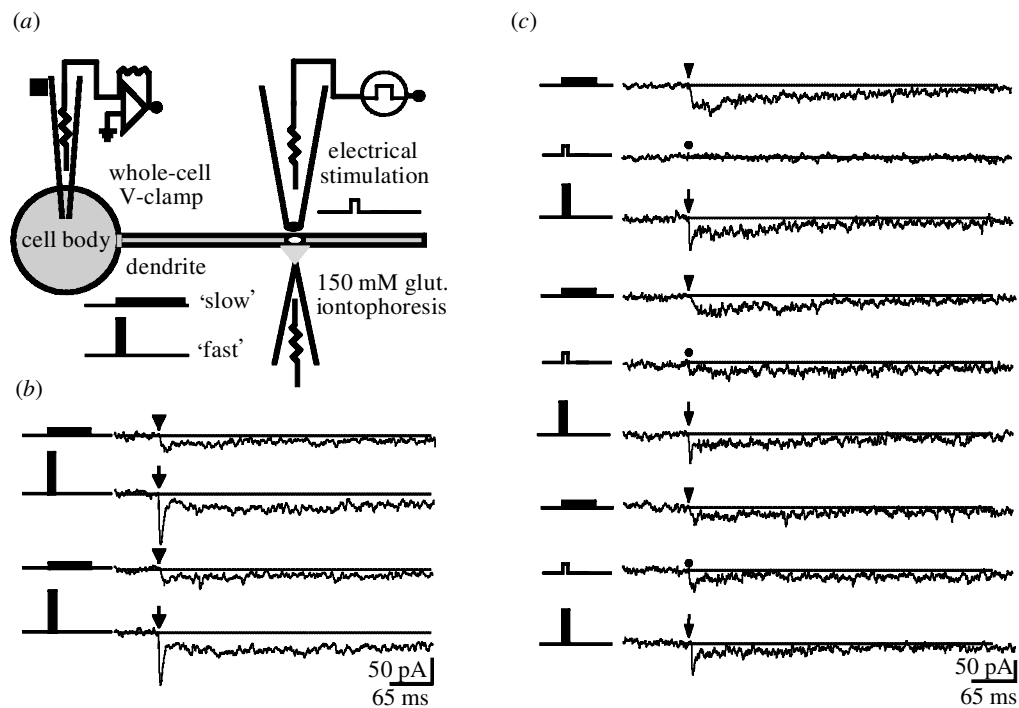 (a)
whole-cell
V-clamp
electrical
stimulation
cell body
dendrite
150 mM glut.
iontophoresis
‘slow’
‘fast’
(b)
50 pA
65 ms
(c)
50 pA
65 ms